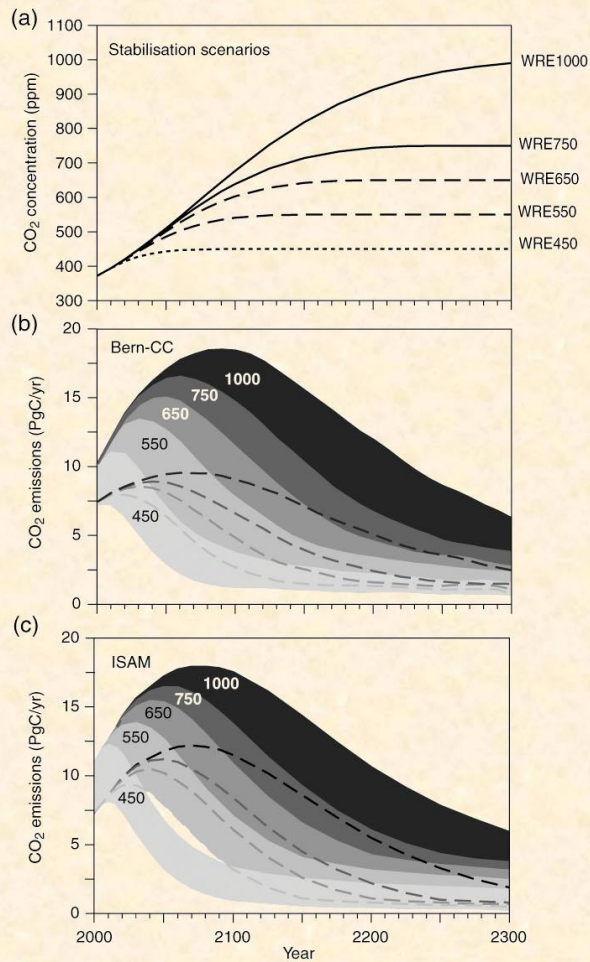 (a)
Stabilisation scenarios
CO2 concentration (ppm)
1100
1000
900
800
700
600
500
400
300
WRE1000
WRE750
WRE650
WRE550
WRE450
(b)
Bern-CC
CO2 emissions (PgC/yr)
20
15
10
5
0
1000
750
650
550
450
(c)
ISAM
CO2 emissions (PgC/yr)
20
15
10
5
0
1000
750
650
550
450
2000 2100 2200 2300
Year